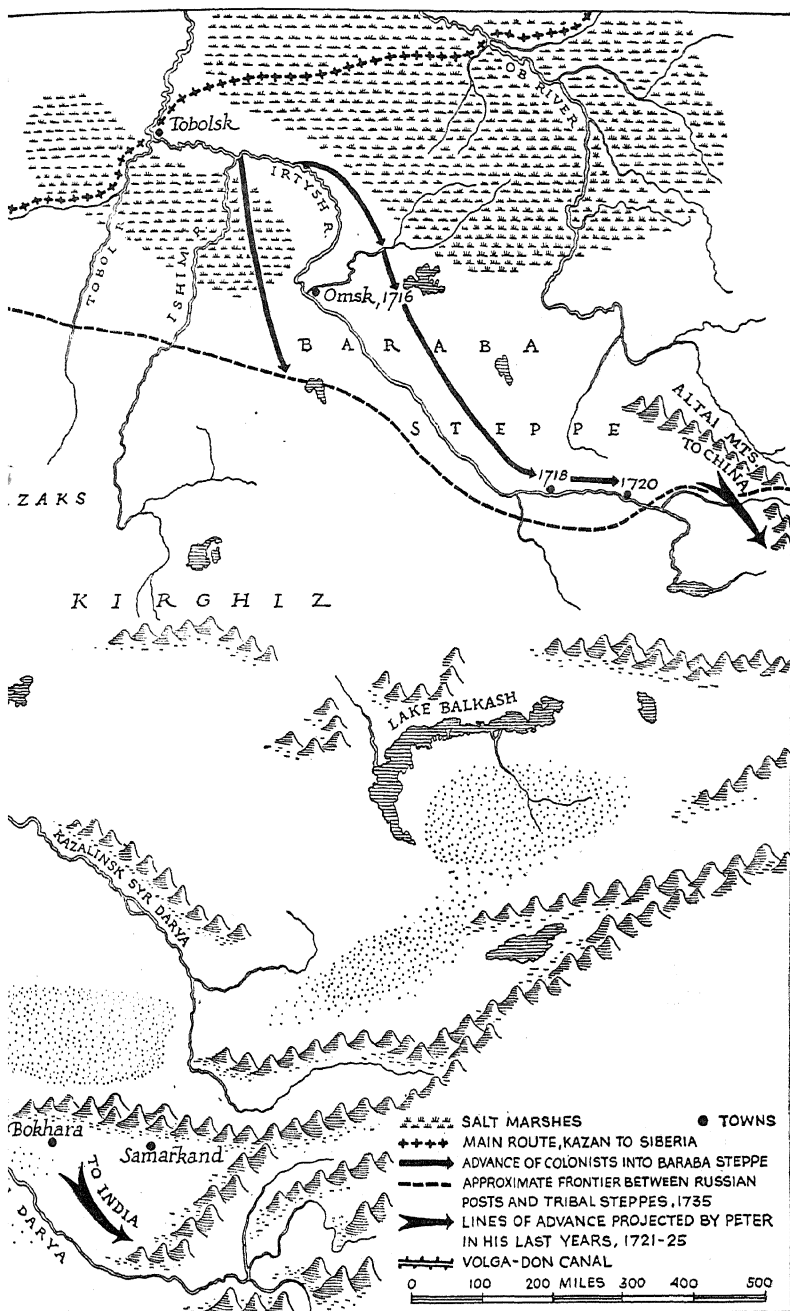 OB RIVER
Tobolsk
IRTYSH R.
TOBOL R.
ISHIM R.
Omsk, 1716
BARABA
STEPPE
ALTAI MTS.
TO CHINA
1718
1720
ZAKS
KIRGHIZ
LAKE BALKASH
KAZALINSK SYR DARYA
Bokhara
Samarkand
TO INDIA
DARYA
SALT MARSHES
TOWNS
MAIN ROUTE, KAZAN TO SIBERIA
ADVANCE OF COLONISTS INTO BARABA STEPPE
APPROXIMATE FRONTIER BETWEEN RUSSIAN
POSTS AND TRIBAL STEPPES, 1735
LINES OF ADVANCE PROJECTED BY PETER
IN HIS LAST YEARS, 1721-25
VOLGA-DON CANAL
0 100 200 MILES 300 400 500